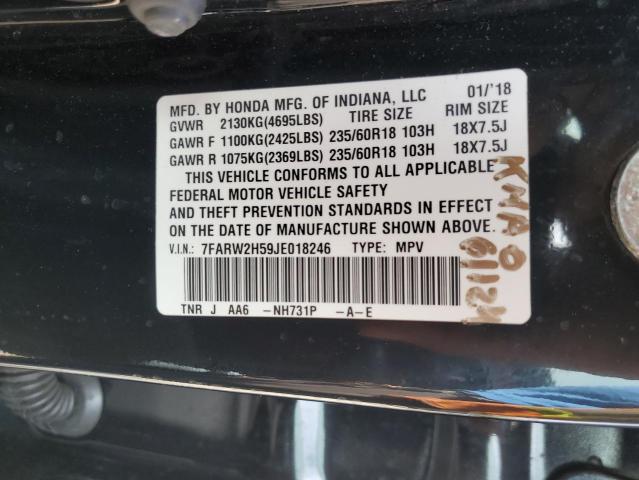 MFD. BY HONDA MFG. OF INDIANA, LLC 01/'18
GVWR 2130KG(4695LBS) TIRE SIZE RIM SIZE
GAWR F 1100KG(2425LBS) 235/60R18 103H 18X7.5J
GAWR R 1075KG(2369LBS) 235/60R18 103H 18X7.5J
THIS VEHICLE CONFORMS TO ALL APPLICABLE
FEDERAL MOTOR VEHICLE SAFETY
AND THEFT PREVENTION STANDARDS IN EFFECT
ON THE DATE OF MANUFACTURE SHOWN ABOVE.
V.I.N.: 7FARW2H59JE018246 TYPE: MPV
TNR J AA6 -NH731P -A-E
KMAO